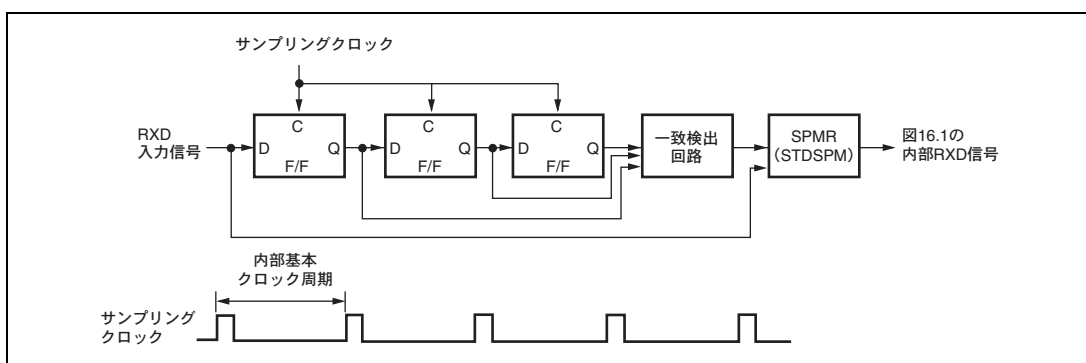 サンプリングクロック
RXD
入力信号
C
D
Q
F/F
C
D
Q
F/F
C
D
Q
F/F
一致検出
回路
SPMR
(STDSPM)
図16.1の
内部RXD信号
内部基本
クロック周期
サンプリング
クロック